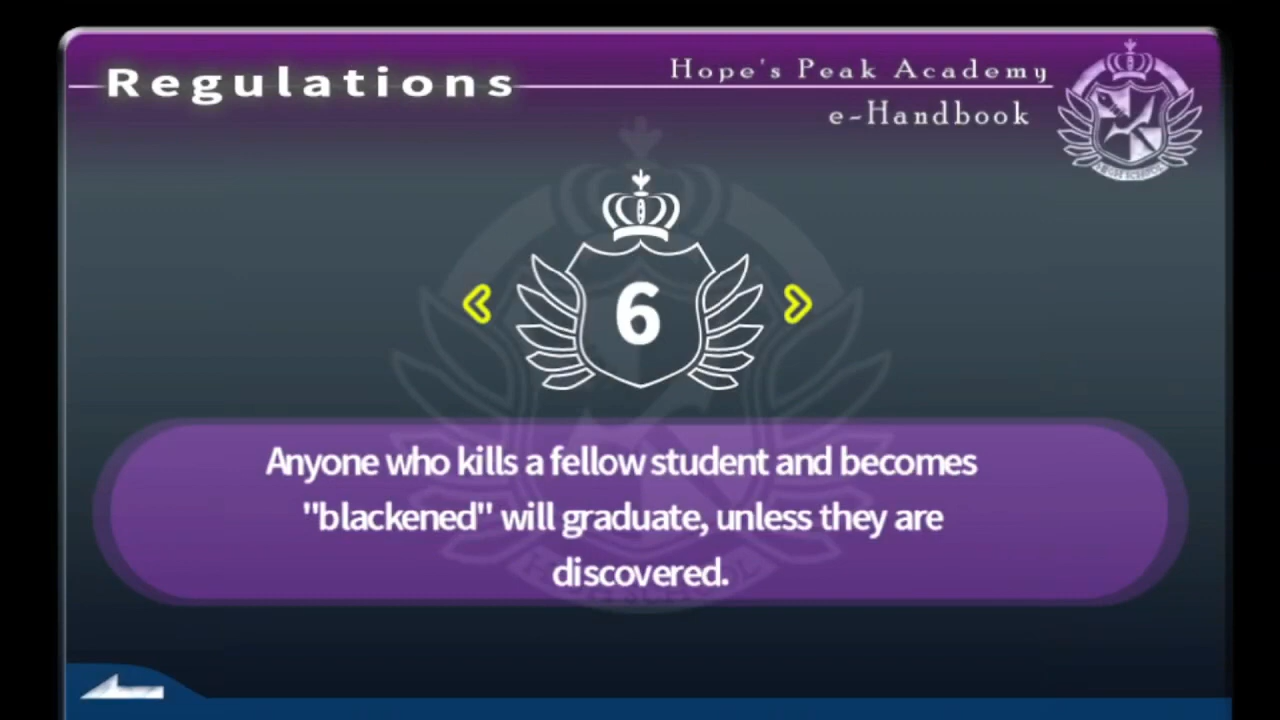 Regulations
Hope's Peak Academy
e-Handbook
6
Anyone who kills a fellow student and becomes
"blackened" will graduate, unless they are
discovered.